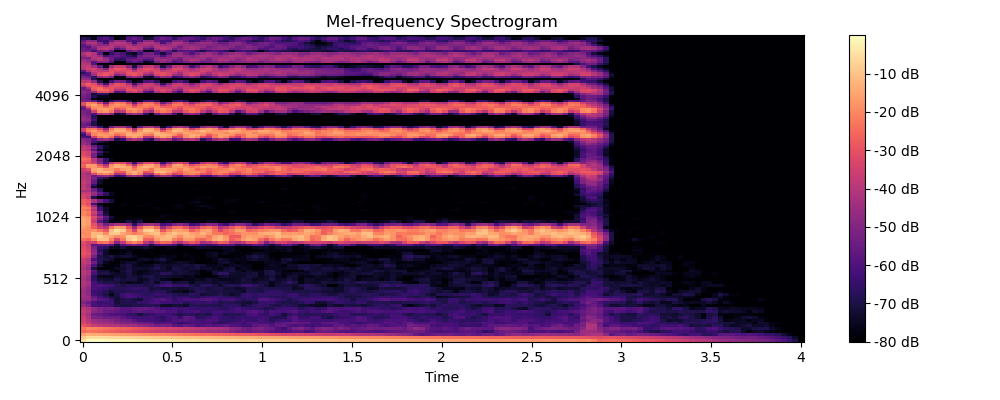 Mel-frequency Spectrogram
Hz
4096
2048
1024
512
0
0
0.5
1
1.5
2
2.5
3
3.5
4
Time
-10 dB
-20 dB
-30 dB
-40 dB
-50 dB
-60 dB
-70 dB
-80 dB